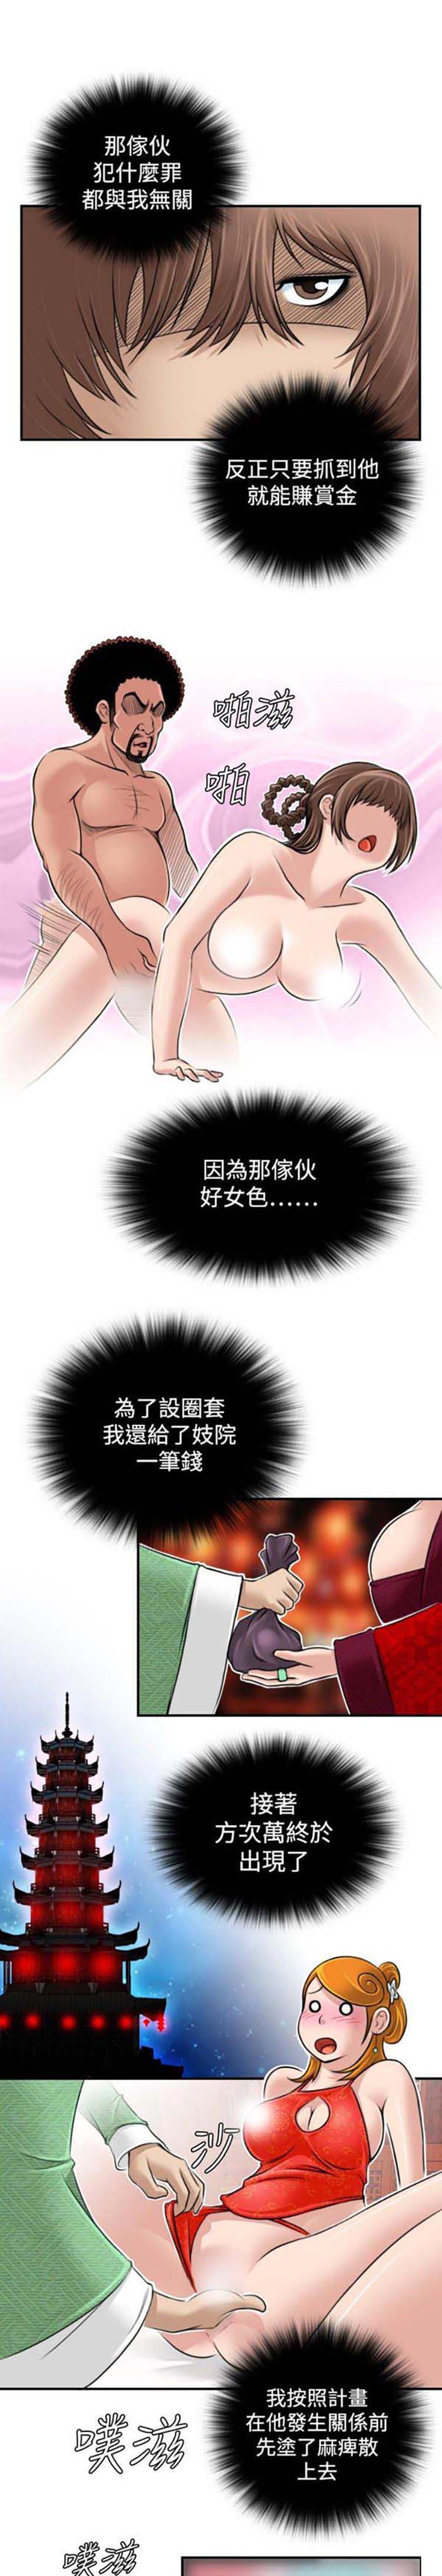 那傢伙
犯什麼罪
都與我無關
反正只要抓到他
就能賺賞金
啪滋
啪
因為那傢伙
好女色……
為了設圈套
我還給了妓院
一筆錢
接著
方次萬終於
出現了
沙
我按照計畫
在他發生關係前
先塗了麻痺散
上去
噗滋
噗滋